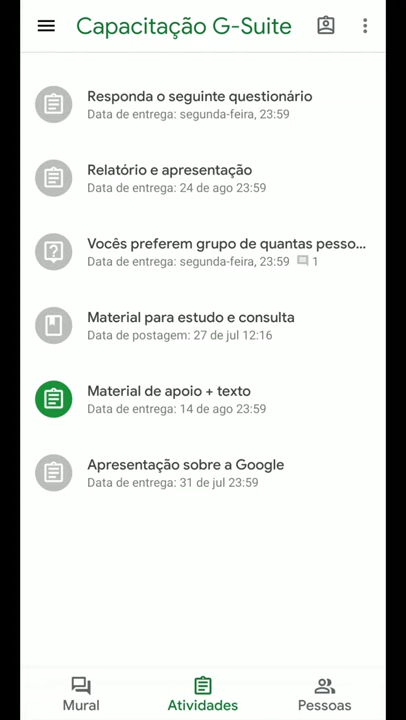 Capacitação G-Suite
Responda o seguinte questionário
Data de entrega: segunda-feira, 23:59
Relatório e apresentação
Data de entrega: 24 de ago 23:59
Vocês preferem grupo de quantas pesso...
Data de entrega: segunda-feira, 23:59 1
Material para estudo e consulta
Data de postagem: 27 de jul 12:16
Material de apoio + texto
Data de entrega: 14 de ago 23:59
Apresentação sobre a Google
Data de entrega: 31 de jul 23:59
Mural Atividades Pessoas